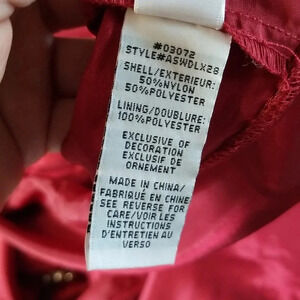 #03072
STYLE#ASWDLX28
SHELL/EXTERIEUR:
50%NYLON
50%POLYESTER
LINING/DOUBLURE:
100%POLYESTER
EXCLUSIVE OF
DECORATION
EXCLUSIF DE
ORNEMENT
MADE IN CHINA/
FABRIQUÉ EN CHINE
SEE REVERSE FOR
CARE/VOIR LES
INSTRUCTIONS
D'ENTRETIEN AU
VERSO